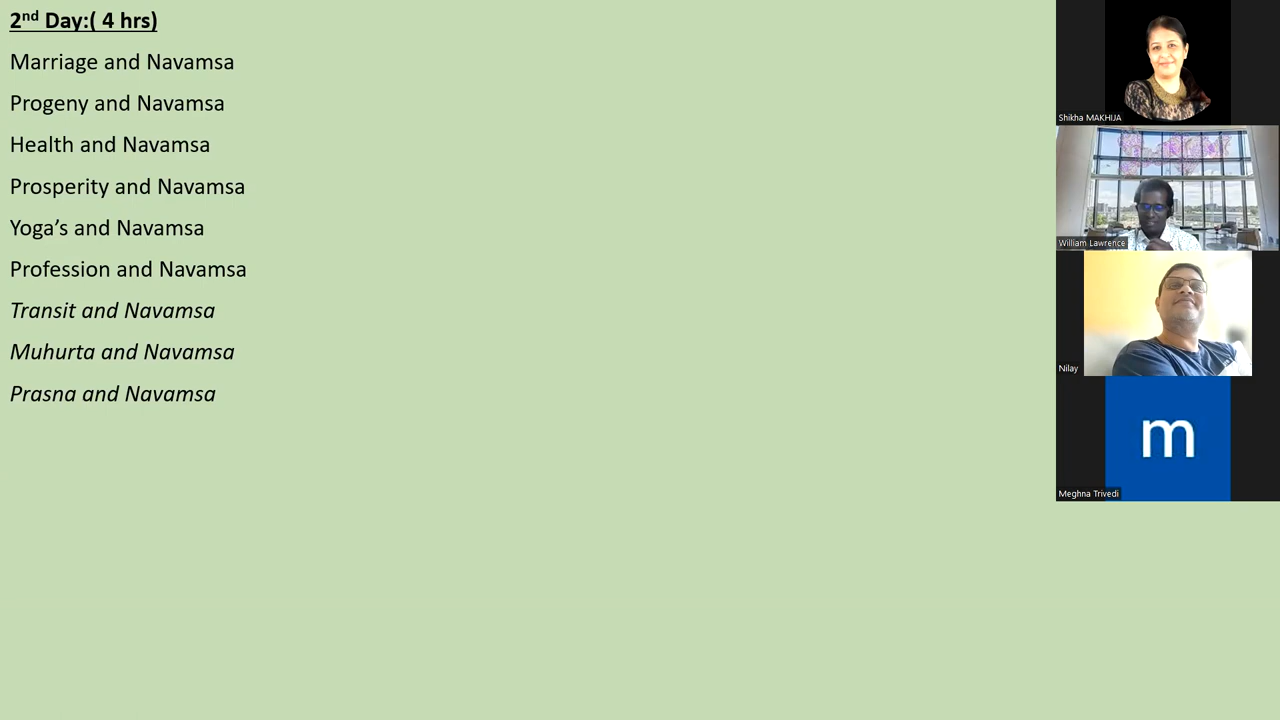 2nd Day:( 4 hrs)
Marriage and Navamsa
Progeny and Navamsa
Health and Navamsa
Prosperity and Navamsa
Yoga’s and Navamsa
Profession and Navamsa
Transit and Navamsa
Muhurta and Navamsa
Prasna and Navamsa
Shikha MAKHIJA
William Lawrence
Nilay
m
Meghna Trivedi